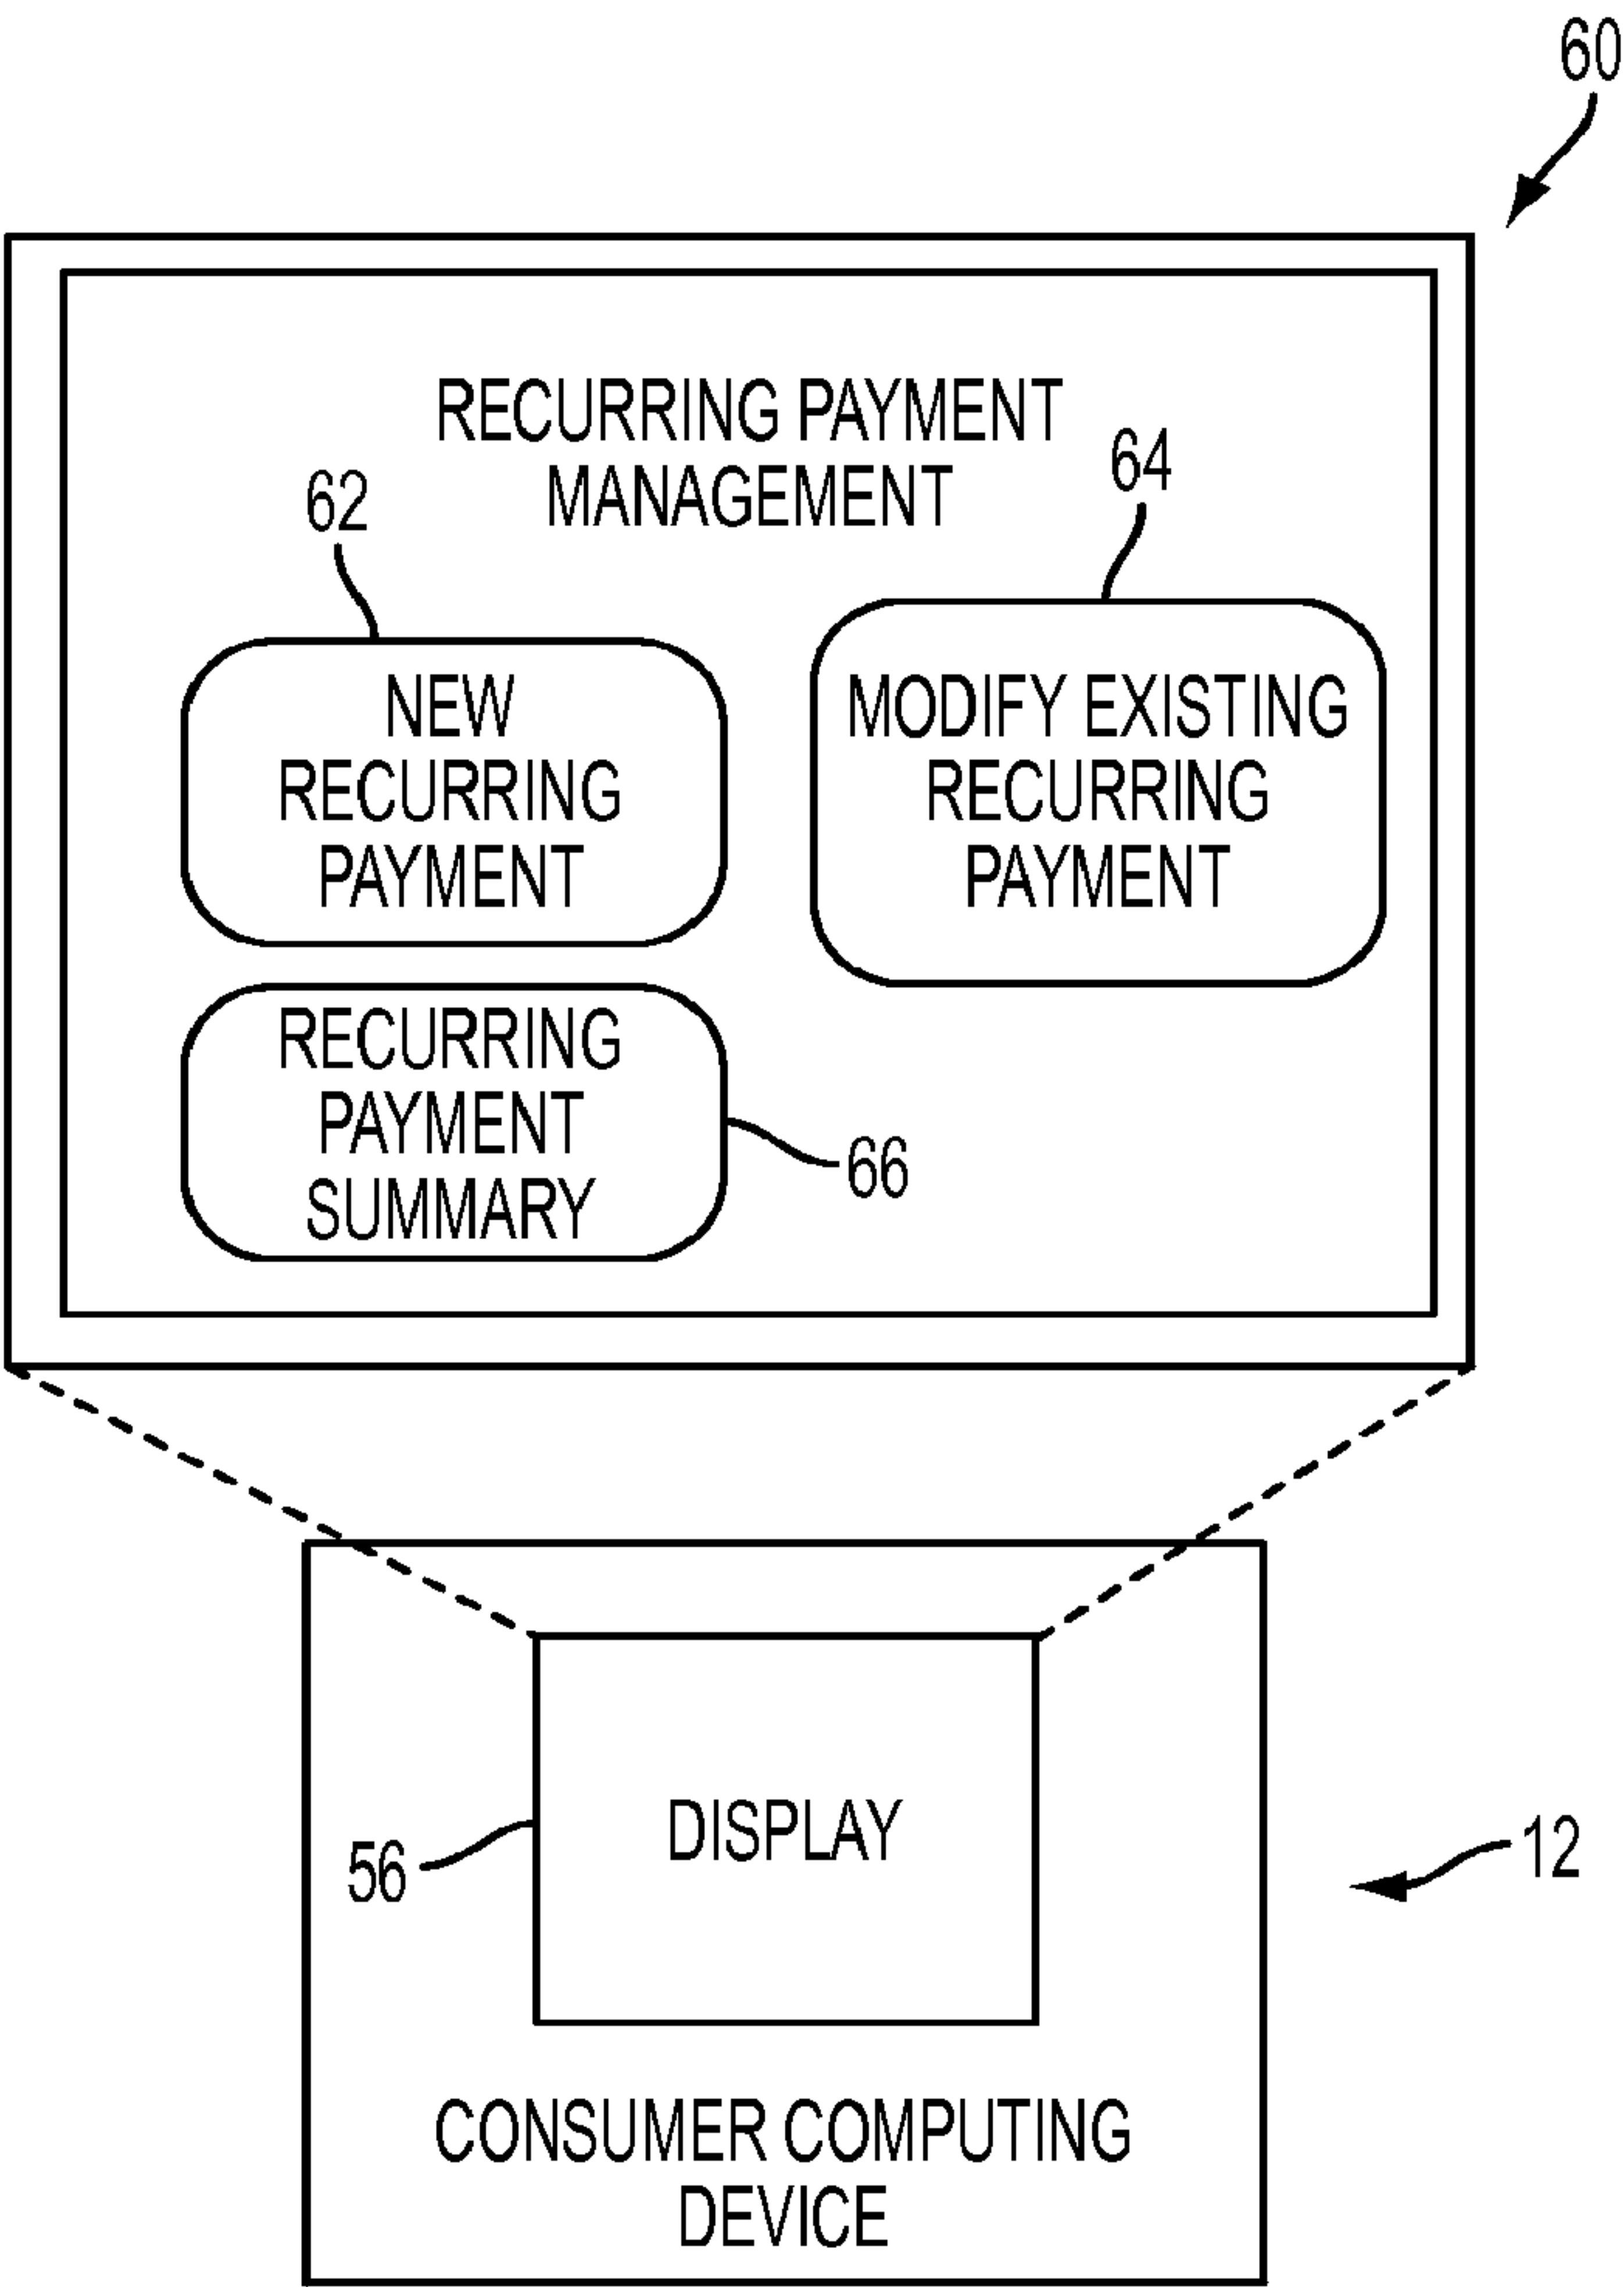 60
RECURRING PAYMENT
MANAGEMENT
62
64
NEW
RECURRING
PAYMENT
MODIFY EXISTING
RECURRING
PAYMENT
RECURRING
PAYMENT
SUMMARY
66
DISPLAY
56
12
CONSUMER COMPUTING
DEVICE